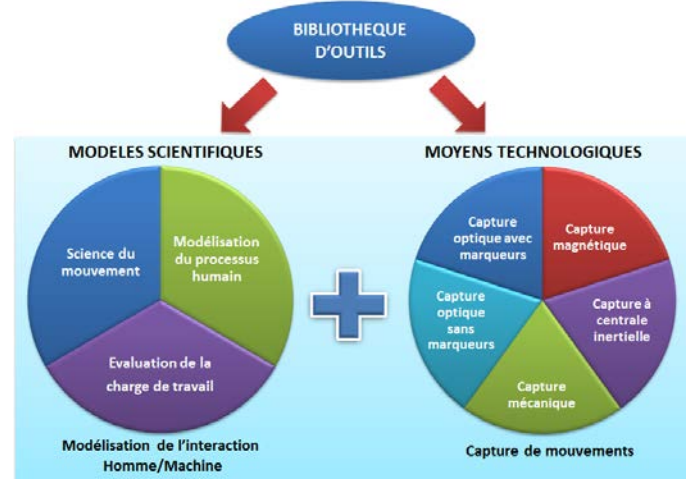 BIBLIOTHEQUE
D'OUTILS
MODELES SCIENTIFIQUES
MOYENS TECHNOLOGIQUES
Science du
mouvement
Modélisation
du processus
humain
Evaluation de la
charge de travail
Capture
optique avec
marqueurs
Capture
magnétique
Capture
optique
sans
marqueurs
Capture à
centrale
inertielle
Capture
mécanique
Modélisation de l'interaction
Homme/Machine
Capture de mouvements